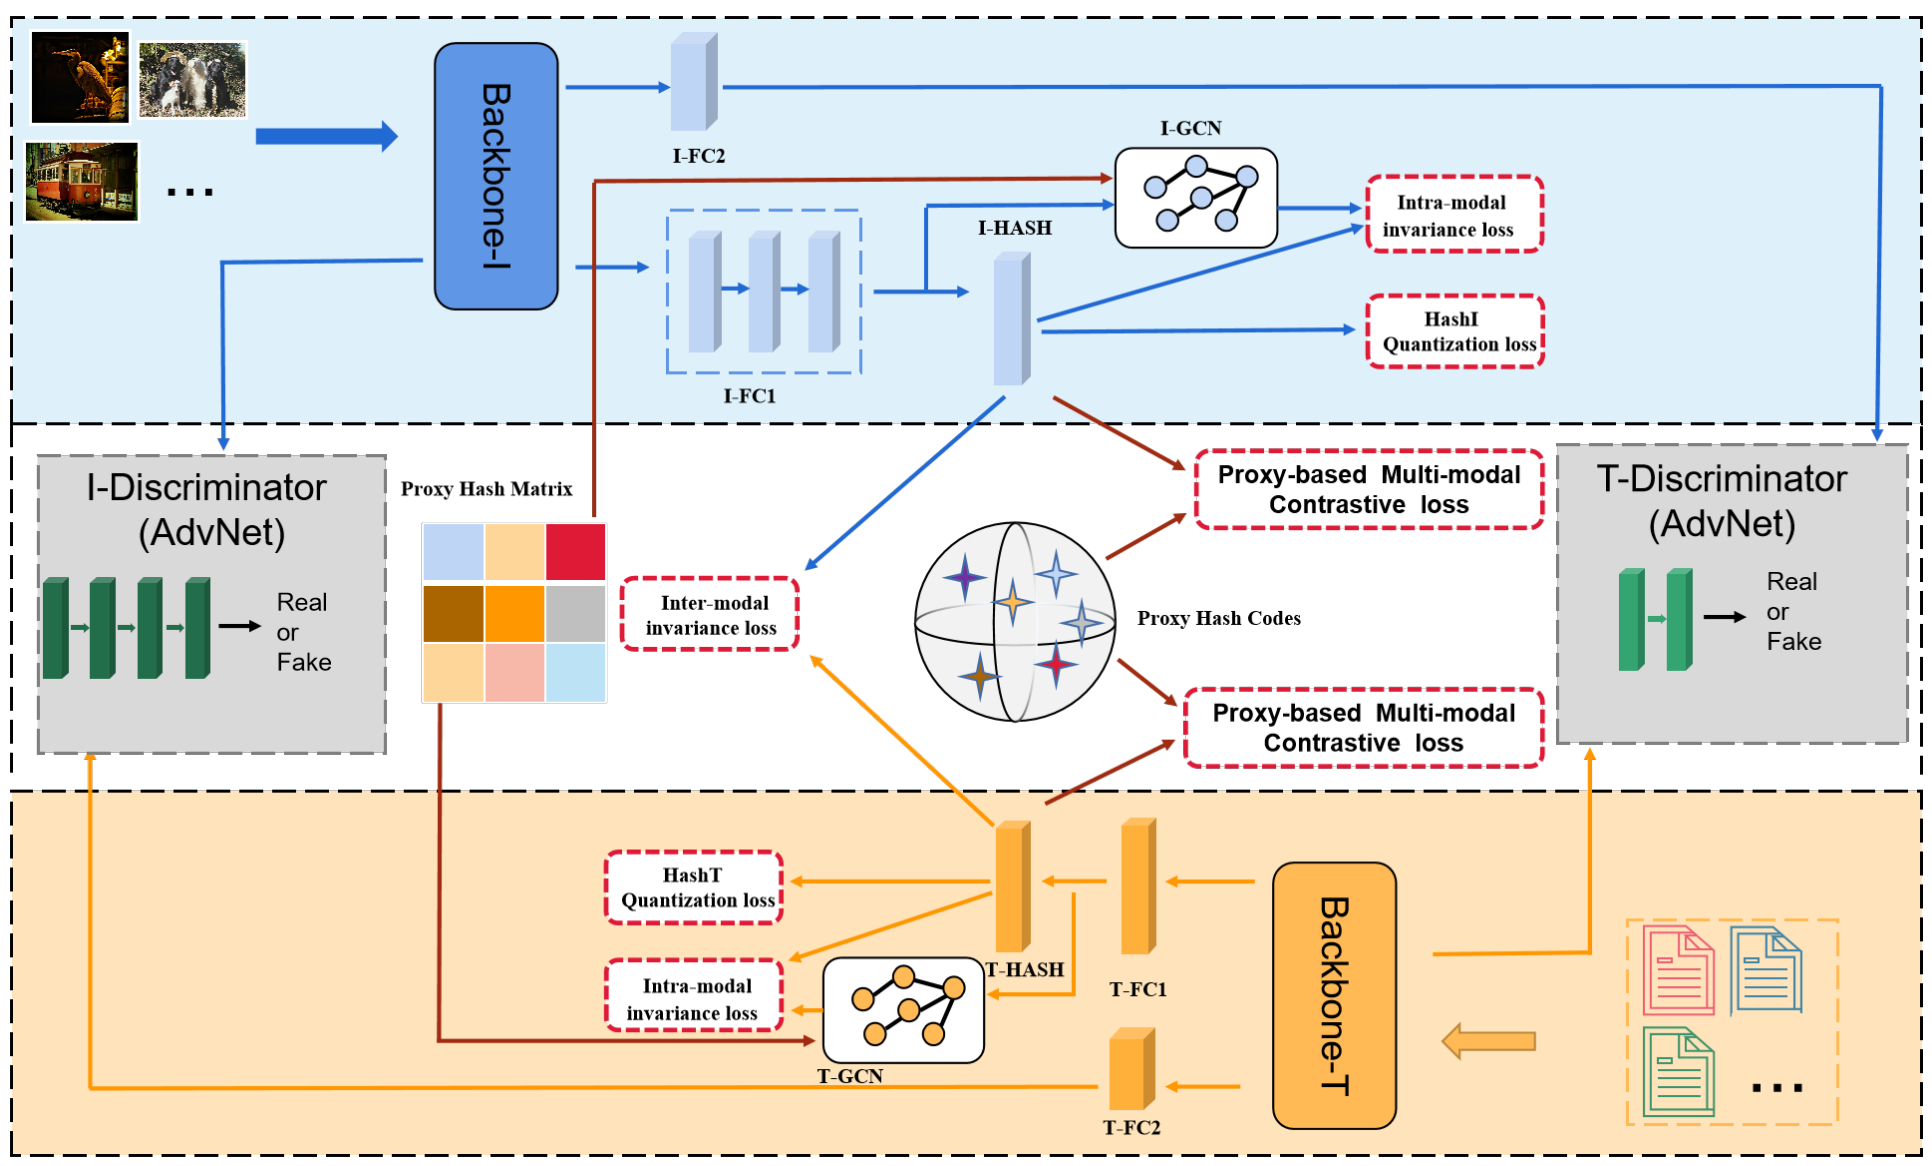 Backbone-I
I-FC2
I-GCN
Intra-modal
invariance loss
I-HASH
HashI
Quantization loss
I-FC1
I-Discriminator
(AdvNet)
Real
or
Fake
Proxy Hash Matrix
Inter-modal
invariance loss
Proxy-based Multi-modal
Contrastive loss
Proxy Hash Codes
Proxy-based Multi-modal
Contrastive loss
T-Discriminator
(AdvNet)
Real
or
Fake
HashT
Quantization loss
Intra-modal
invariance loss
T-HASH
T-FC1
T-GCN
T-FC2
Backbone-T
...
...